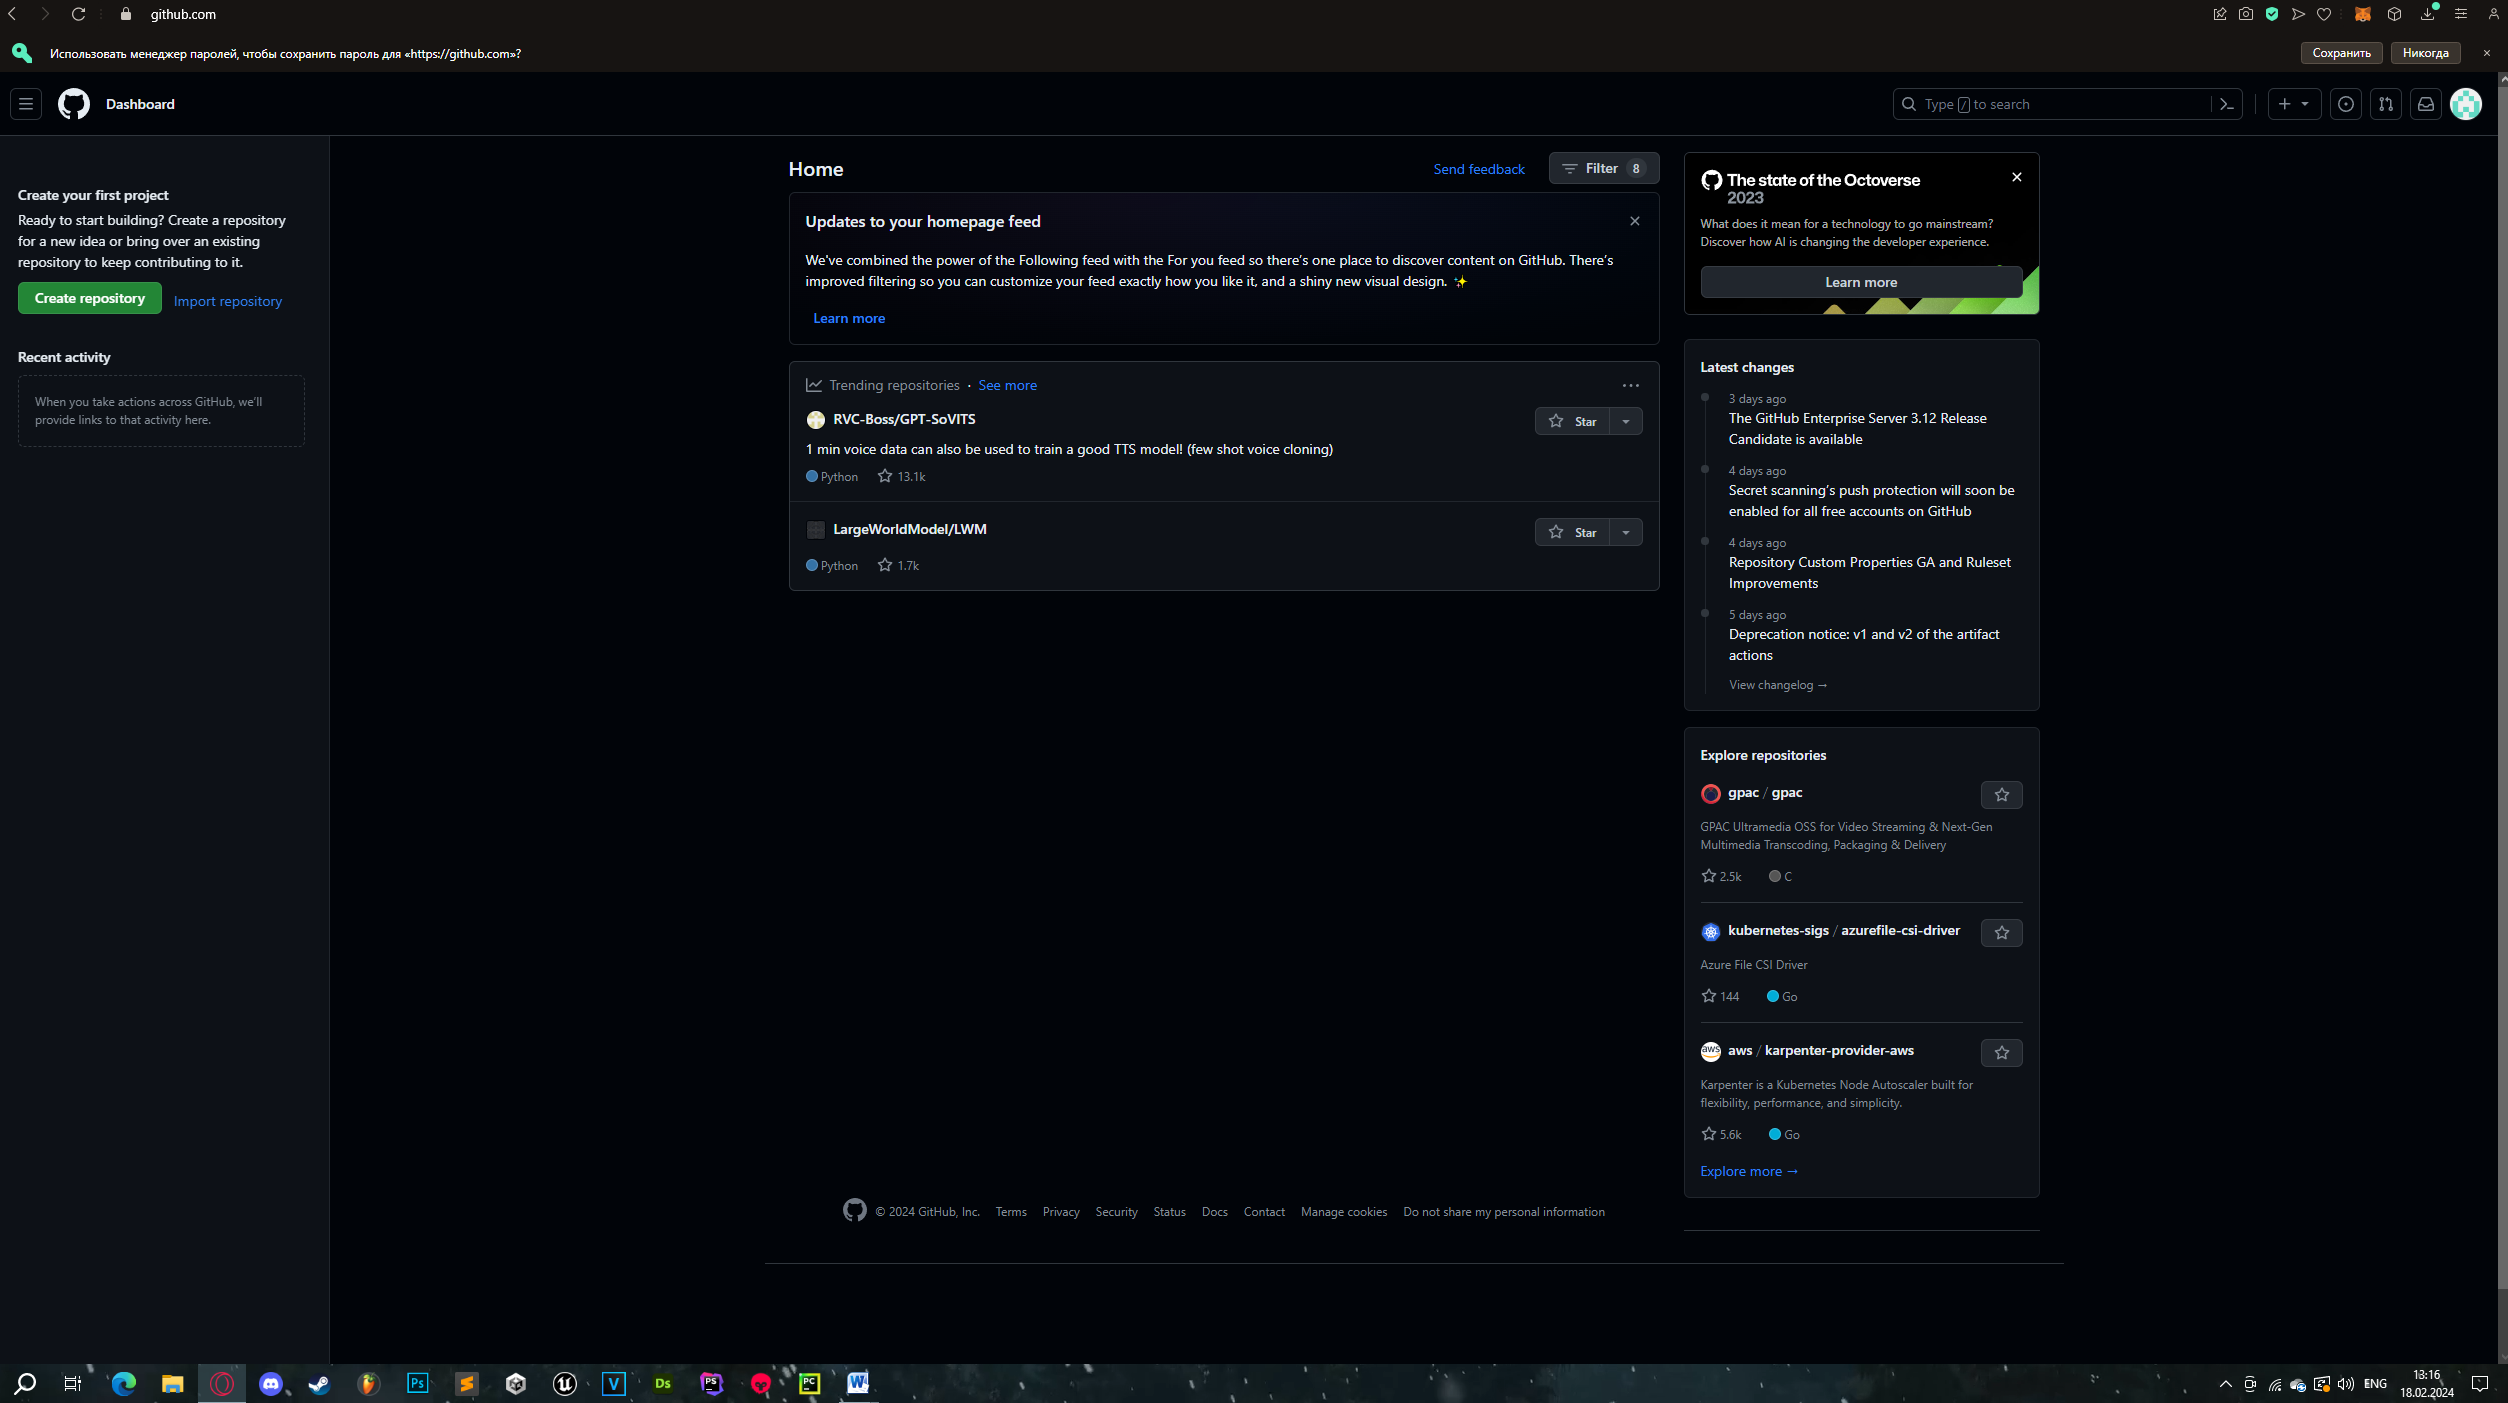 github.com
Использовать менеджер паролей, чтобы сохранить пароль для «https://github.com»?
Сохранить
Никогда
Dashboard
Type / to search
Create your first project
Ready to start building? Create a repository
for a new idea or bring over an existing
repository to keep contributing to it.
Create repository
Import repository
Recent activity
When you take actions across GitHub, we'll
provide links to that activity here.
Home
Send feedback
Filter 8
Updates to your homepage feed
We've combined the power of the Following feed with the For you feed so there's one place to discover content on GitHub. There's
improved filtering so you can customize your feed exactly how you like it, and a shiny new visual design. ✨
Learn more
Trending repositories · See more
RVC-Boss/GPT-SoVITS
Star
1 min voice data can also be used to train a good TTS model! (few shot voice cloning)
Python 13.1k
LargeWorldModel/LWM
Star
Python 1.7k
The state of the Octoverse
2023
What does it mean for a technology to go mainstream?
Discover how AI is changing the developer experience.
Learn more
Latest changes
3 days ago
The GitHub Enterprise Server 3.12 Release
Candidate is available
4 days ago
Secret scanning's push protection will soon be
enabled for all free accounts on GitHub
4 days ago
Repository Custom Properties GA and Ruleset
Improvements
5 days ago
Deprecation notice: v1 and v2 of the artifact
actions
View changelog →
Explore repositories
gpac / gpac
GPAC Ultramedia OSS for Video Streaming & Next-Gen
Multimedia Transcoding, Packaging & Delivery
2.5k C
kubernetes-sigs / azurefile-csi-driver
Azure File CSI Driver
144 Go
aws
aws / karpenter-provider-aws
Karpenter is a Kubernetes Node Autoscaler built for
flexibility, performance, and simplicity.
5.6k Go
Explore more →
© 2024 GitHub, Inc. Terms Privacy Security Status Docs Contact Manage cookies Do not share my personal information
Ps
V
Ds
PS
PC
W
ENG
13:16
18.02.2024